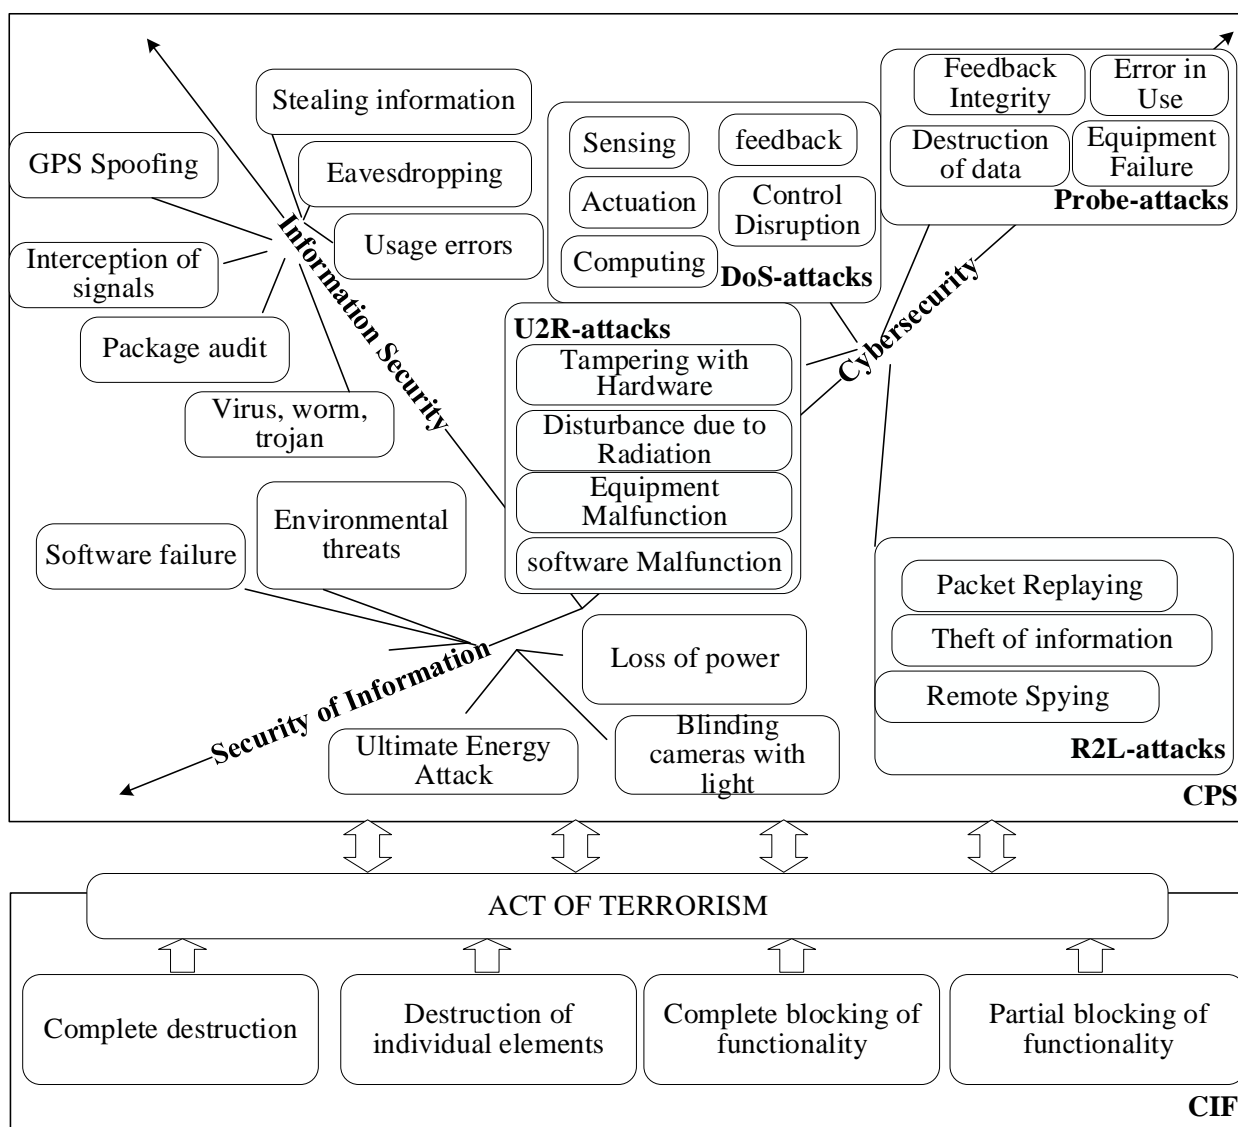 Stealing information
GPS Spoofing
Eavesdropping
Usage errors
Interception of
signals
Package audit
Virus, worm,
trojan
Information Security
Sensing
feedback
Actuation
Control
Disruption
Computing
DoS-attacks
Feedback
Integrity
Error in
Use
Destruction
of data
Equipment
Failure
Probe-attacks
Cybersecurity
U2R-attacks
Tampering with
Hardware
Disturbance due to
Radiation
Equipment
Malfunction
software Malfunction
Software failure
Environmental
threats
Security of Information
Loss of power
Ultimate Energy
Attack
Blinding
cameras with
light
Packet Replaying
Theft of information
Remote Spying
R2L-attacks
CPS
ACT OF TERRORISM
Complete destruction
Destruction of
individual elements
Complete blocking of
functionality
Partial blocking of
functionality
CIF